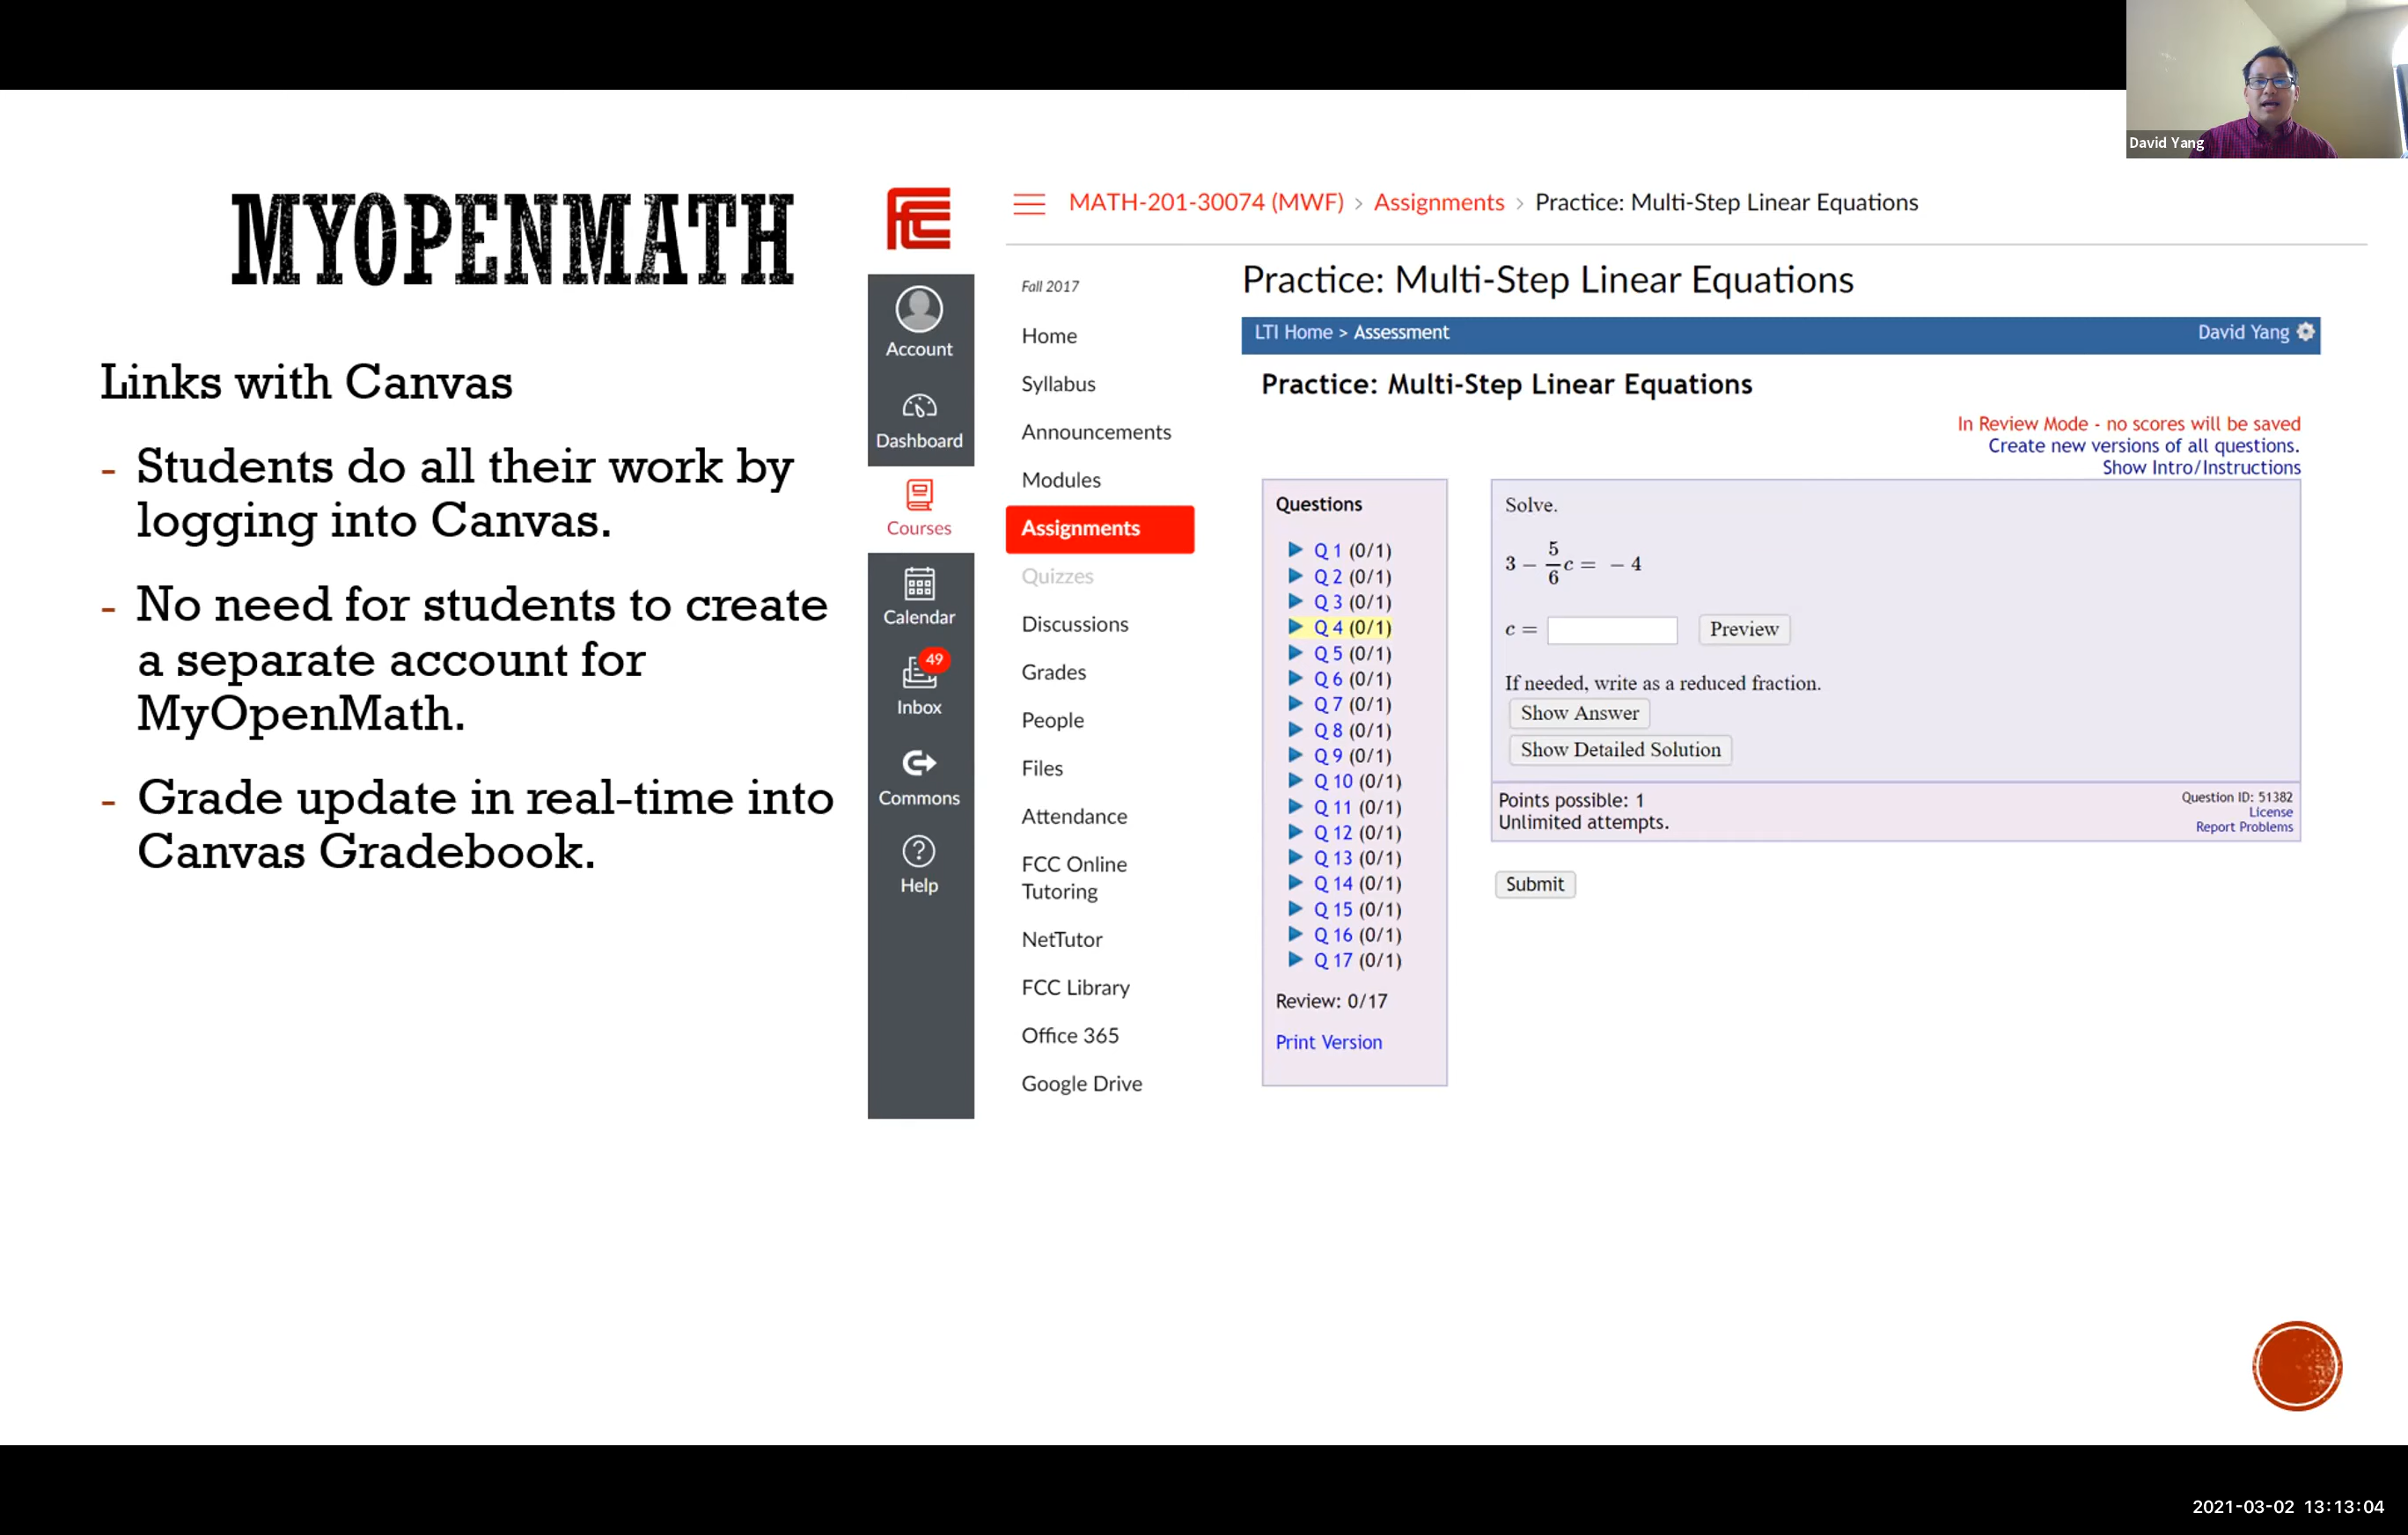 David Yang
MYOPENMATH
Links with Canvas
- Students do all their work by
logging into Canvas.
- No need for students to create
a separate account for
MyOpenMath.
- Grade update in real-time into
Canvas Gradebook.
FCC
Account
Dashboard
Courses
Calendar
49
Inbox
Commons
Help
MATH-201-30074 (MWF) > Assignments > Practice: Multi-Step Linear Equations
Fall 2017
Home
Syllabus
Announcements
Modules
Assignments
Quizzes
Discussions
Grades
People
Files
Attendance
FCC Online
Tutoring
NetTutor
FCC Library
Office 365
Google Drive
Practice: Multi-Step Linear Equations
LTI Home > Assessment
David Yang
Practice: Multi-Step Linear Equations
In Review Mode - no scores will be saved
Create new versions of all questions.
Show Intro/Instructions
Questions
Q 1 (0/1)
Q 2 (0/1)
Q 3 (0/1)
Q 4 (0/1)
Q 5 (0/1)
Q 6 (0/1)
Q 7 (0/1)
Q 8 (0/1)
Q 9 (0/1)
Q 10 (0/1)
Q 11 (0/1)
Q 12 (0/1)
Q 13 (0/1)
Q 14 (0/1)
Q 15 (0/1)
Q 16 (0/1)
Q 17 (0/1)
Review: 0/17
Print Version
Solve.
3 − 5/6 c = − 4
c =
Preview
If needed, write as a reduced fraction.
Show Answer
Show Detailed Solution
Points possible: 1
Unlimited attempts.
Question ID: 51382
License
Report Problems
Submit
2021-03-02 13:13:04